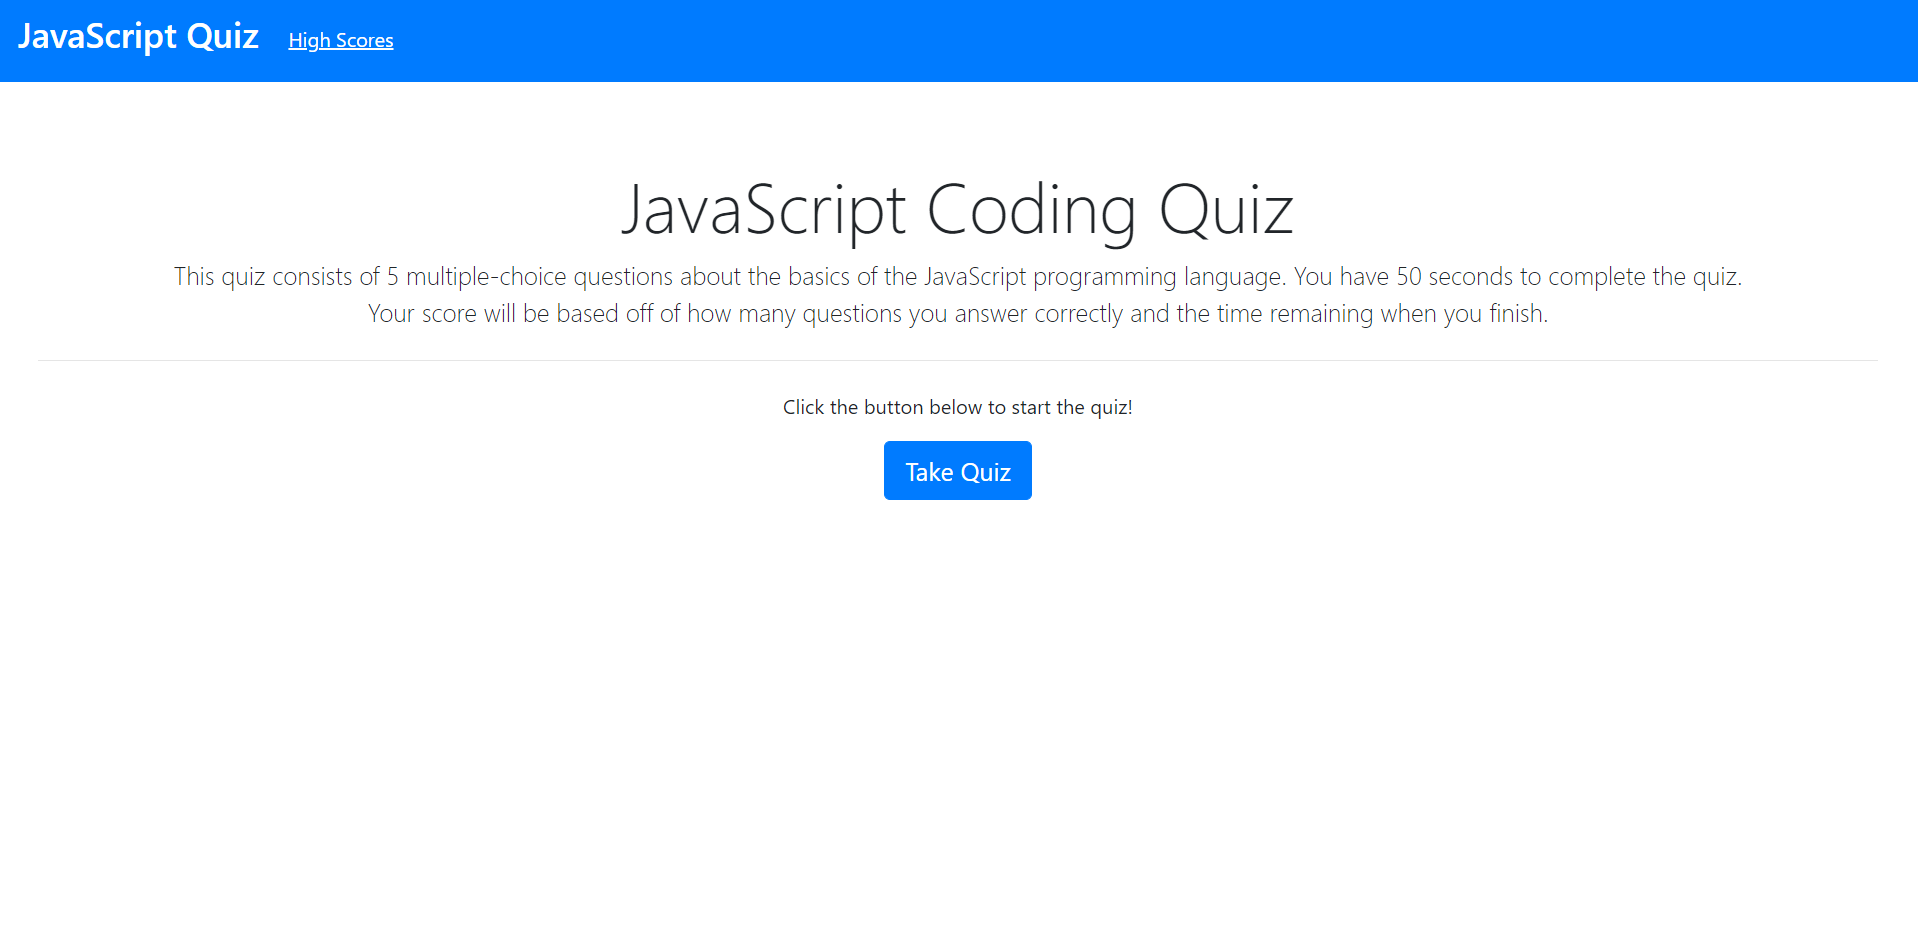 JavaScript Quiz High Scores
JavaScript Coding Quiz
This quiz consists of 5 multiple-choice questions about the basics of the JavaScript programming language. You have 50 seconds to complete the quiz.
Your score will be based off of how many questions you answer correctly and the time remaining when you finish.
Click the button below to start the quiz!
Take Quiz